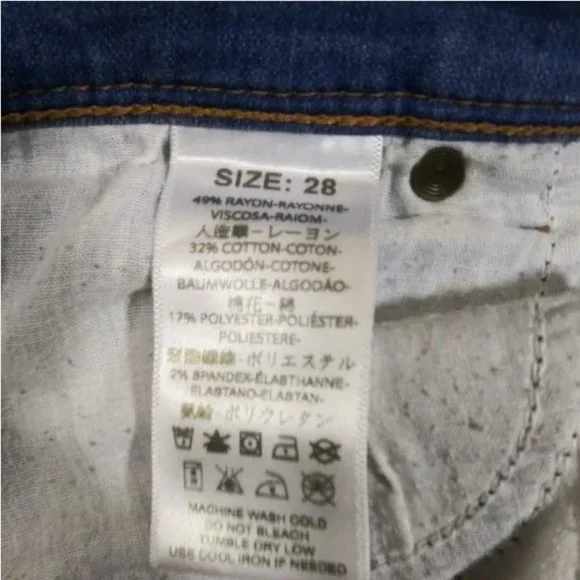 SIZE: 28
49% RAYON-RAYONNE-
VISCOSA-RAIOM-
人造絲-レーヨン
32% COTTON-COTON-
ALGODÓN-COTONE-
BAUMWOLLE-ALGODÃO-
棉花-綿
17% POLYESTER-POLIÉSTER-
POLIESTERE-
ポリエステル
2% SPANDEX-ÉLASTHANNE-
ELASTANO-ELASTAN-
ポリウレタン
MACHINE WASH COLD
DO NOT BLEACH
TUMBLE DRY LOW
USE COOL IRON IF NEEDED